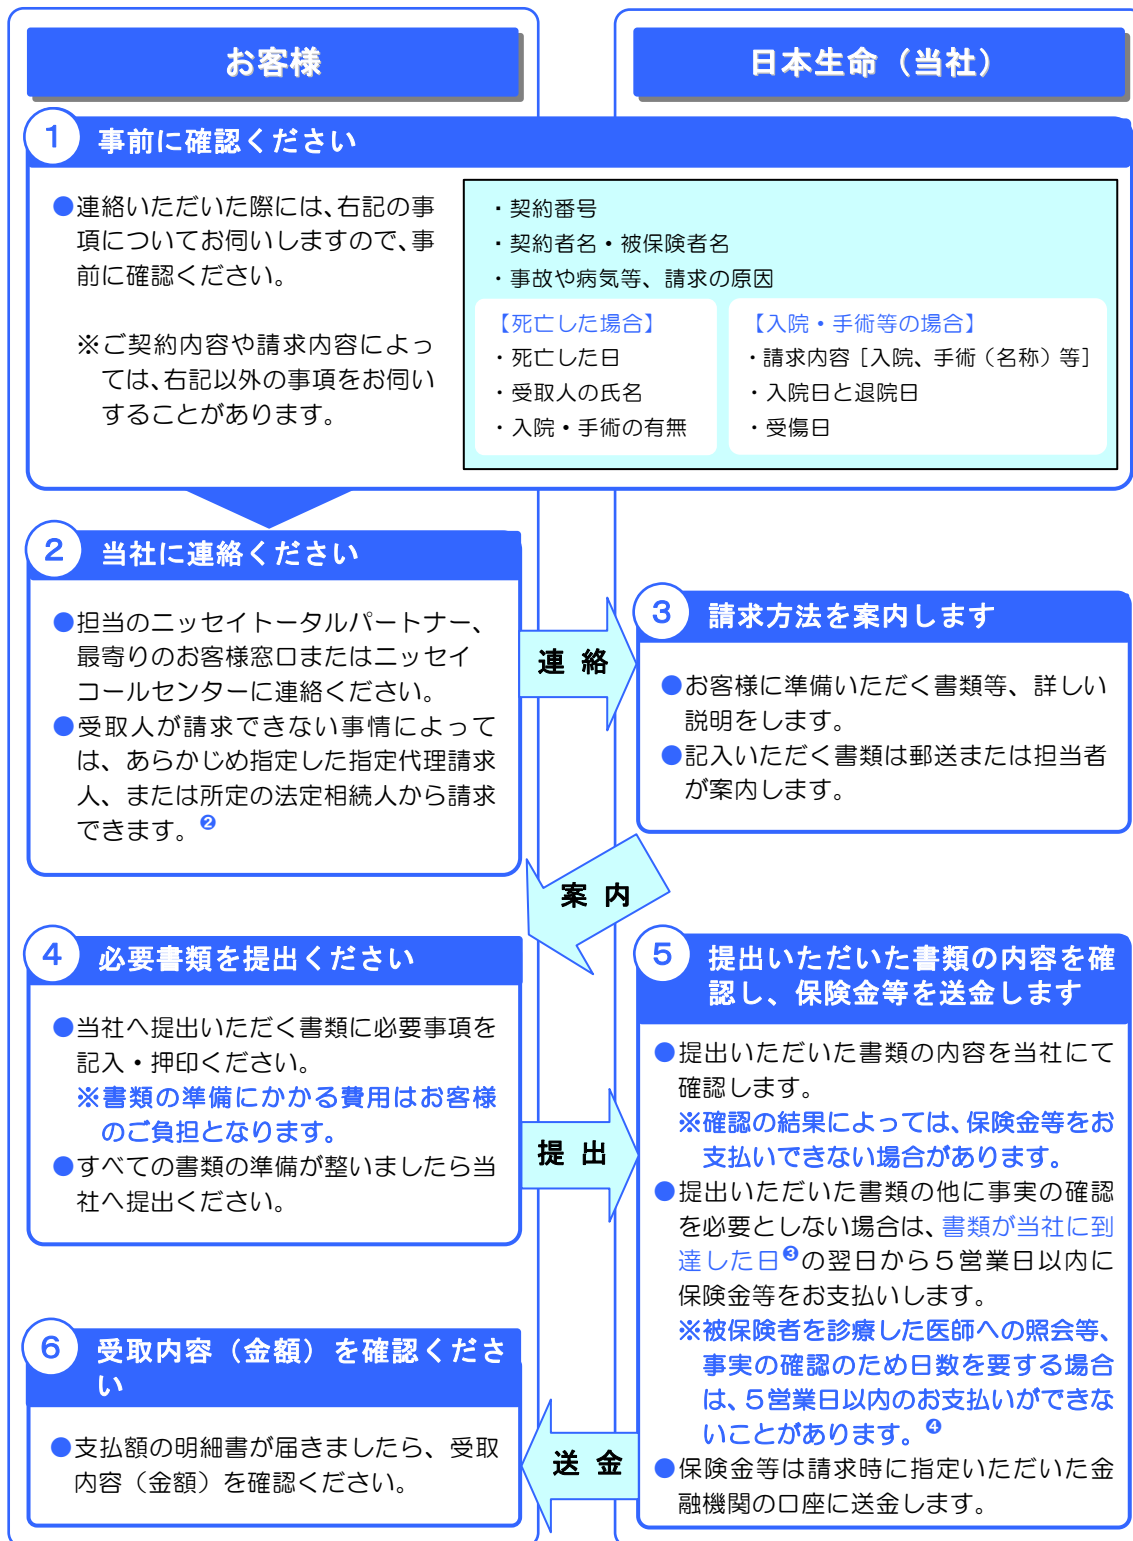 お客様
日本生命（当社）
1 事前に確認ください
●連絡いただいた際には、右記の事
項についてお伺いしますので、事
前に確認ください。
※ご契約内容や請求内容によっ
ては、右記以外の事項をお伺い
することがあります。
・契約番号
・契約者名・被保険者名
・事故や病気等、請求の原因
【死亡した場合】
・死亡した日
・受取人の氏名
・入院・手術の有無
【入院・手術等の場合】
・請求内容［入院、手術（名称）等］
・入院日と退院日
・受傷日
2 当社に連絡ください
●担当のニッセイトータルパートナー、
最寄りのお客様窓口またはニッセイ
コールセンターに連絡ください。
●受取人が請求できない事情によって
は、あらかじめ指定した指定代理請求
人、または所定の法定相続人から請求
できます。❷
連絡
3 請求方法を案内します
●お客様に準備いただく書類等、詳しい
説明をします。
●記入いただく書類は郵送または担当者
が案内します。
案内
4 必要書類を提出ください
●当社へ提出いただく書類に必要事項を
記入・押印ください。
※書類の準備にかかる費用はお客様
のご負担となります。
●すべての書類の準備が整いましたら当
社へ提出ください。
提出
5 提出いただいた書類の内容を確
認し、保険金等を送金します
●提出いただいた書類の内容を当社にて
確認します。
※確認の結果によっては、保険金等をお
支払いできない場合があります。
●提出いただいた書類の他に事実の確認
を必要としない場合は、書類が当社に到
達した日❸の翌日から５営業日以内に
保険金等をお支払いします。
※被保険者を診療した医師への照会等、
事実の確認のため日数を要する場合
は、５営業日以内のお支払いができな
いことがあります。❹
●保険金等は請求時に指定いただいた金
融機関の口座に送金します。
送金
6 受取内容（金額）を確認くださ
い
●支払額の明細書が届きましたら、受取
内容（金額）を確認ください。